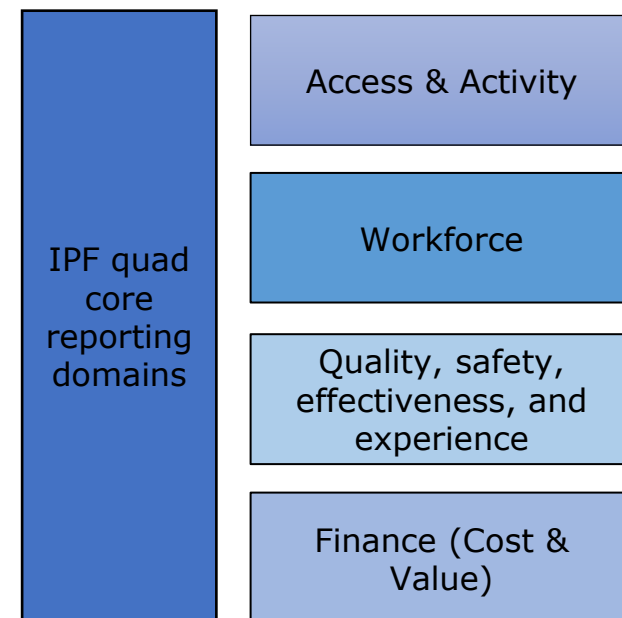 IPF quad
core
reporting
domains
Access & Activity
Workforce
Quality, safety,
effectiveness, and
experience
Finance (Cost &
Value)